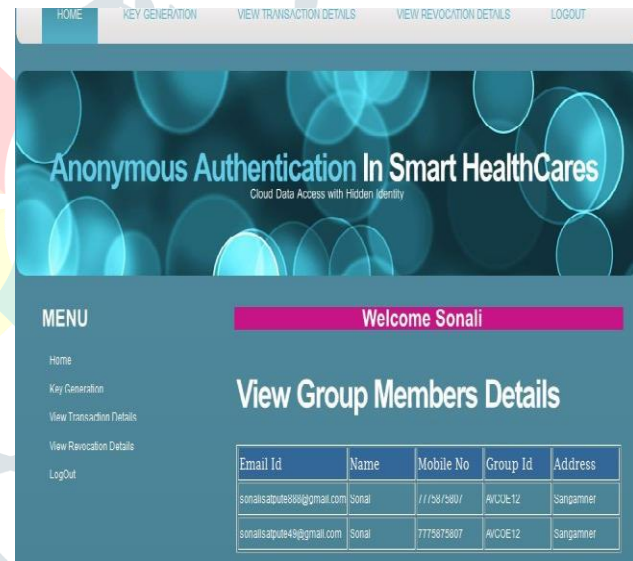 HOME KEY GENERATION VIEW TRANSACTION DETAILS VIEW REVOCATION DETAILS LOGOUT
Anonymous Authentication In Smart HealthCares
Cloud Data Access with Hidden Identity
MENU
Home
Key Generation
View Transaction Details
View Revocation Details
LogOut
Welcome Sonali
View Group Members Details
Email Id Name Mobile No Group Id Address
sonalisatpute888@gmail.com Sonal 7775875807 AVCOE12 Sangamner
sonalisatpute49@gmail.com Sonal 7775875807 AVCOE12 Sangamner